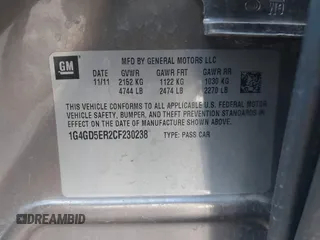 GM
MFD BY GENERAL MOTORS LLC
DATE GVWR GAWR FRT GAWR RR
11/11 2152 KG 1122 KG 1030 KG
4744 LB 2474 LB 2270 LB
THIS VEHICLE CONFORMS TO ALL APPLICABLE U.S. FEDERAL MOTOR
VEHICLE SAFETY, BUMPER, AND THEFT PREVENTION STANDARDS
IN EFFECT ON THE DATE OF MANUFACTURE SHOWN ABOVE.
1G4GD5ER2CF230238 TYPE: PASS CAR
DREAMBID